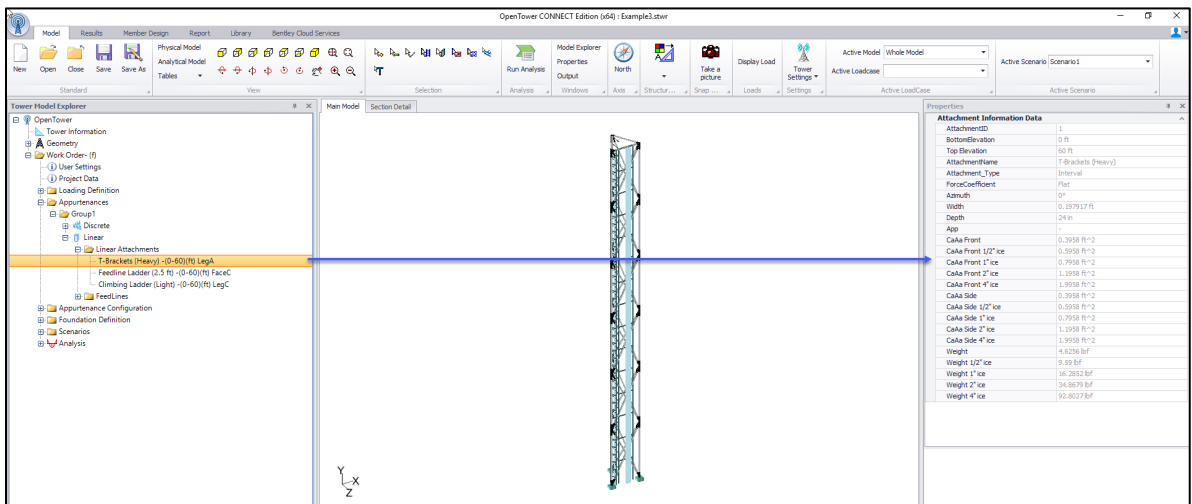 OpenTower CONNECT Edition (x64) : Example3.stwr
Model Results Member Design Report Library Bentley Cloud Services
New Open Close Save Save As
Physical Model
Analytical Model
Tables
Run Analysis
Model Explorer
Properties
Output
North
Take a picture
Display Load
Tower Settings
Active Model Whole Model
Active Loadcase
Active Scenario Scenario1
Standard View Selection Analysis Windows Axis Structur... Snap ... Loads Settings Active LoadCase Active Scenario
Tower Model Explorer
OpenTower
Tower Information
Geometry
Work Order- (f)
User Settings
Project Data
Loading Definition
Appurtenances
Group1
Discrete
Linear
Linear Attachments
T-Brackets (Heavy) -(0-60)(ft) LegA
Feedline Ladder (2.5 ft) -(0-60)(ft) FaceC
Climbing Ladder (Light) -(0-60)(ft) LegC
FeedLines
Appurtenance Configuration
Foundation Definition
Scenarios
Analysis
Main Model Section Detail
Y
X
Z
Properties
Attachment Information Data
AttachmentID 1
BottomElevation 0 ft
Top Elevation 60 ft
AttachmentName T-Brackets (Heavy)
Attachment_Type Interval
ForceCoefficient Flat
Azimuth 0°
Width 0.197917 ft
Depth 24 in
App -
CaAa Front 0.3958 ft^2
CaAa Front 1/2" ice 0.5958 ft^2
CaAa Front 1" ice 0.7958 ft^2
CaAa Front 2" ice 1.1958 ft^2
CaAa Front 4" ice 1.9958 ft^2
CaAa Side 0.3958 ft^2
CaAa Side 1/2" ice 0.5958 ft^2
CaAa Side 1" ice 0.7958 ft^2
CaAa Side 2" ice 1.1958 ft^2
CaAa Side 4" ice 1.9958 ft^2
Weight 4.6256 lbf
Weight 1/2" ice 9.59 lbf
Weight 1" ice 16.2852 lbf
Weight 2" ice 34.8679 lbf
Weight 4" ice 92.8027 lbf